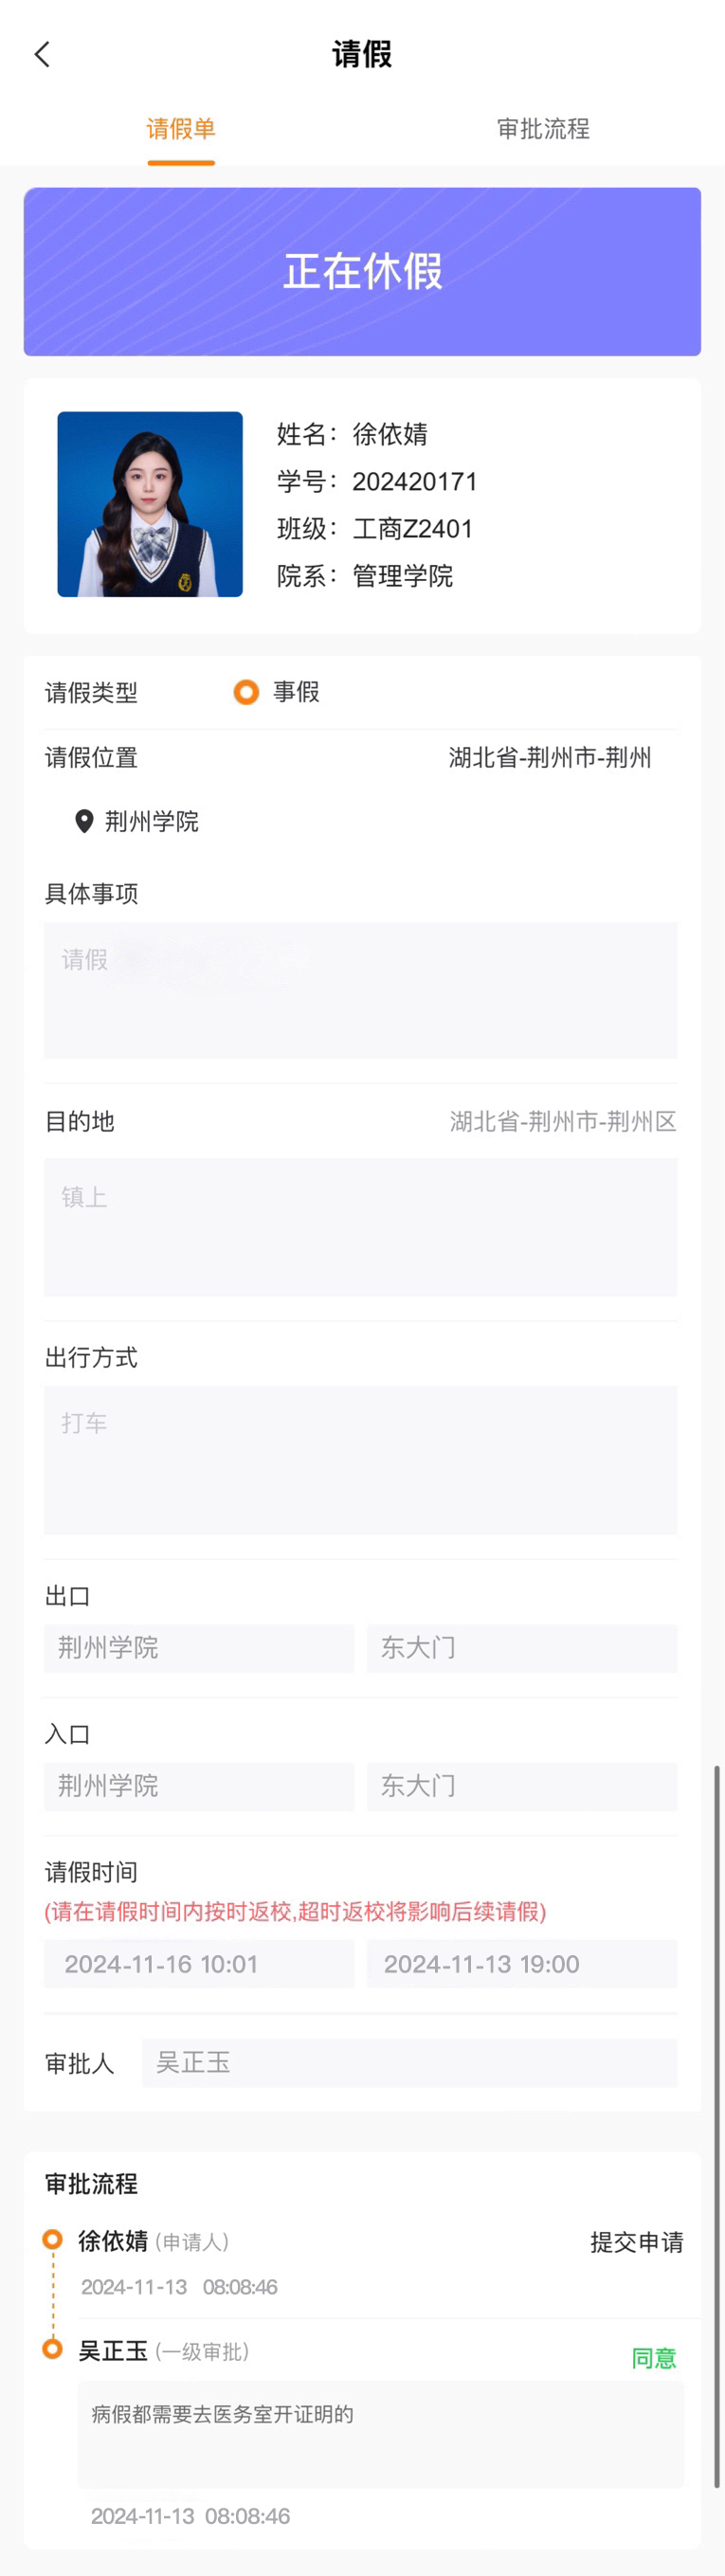 请假
请假单 审批流程
正在休假
姓名：徐依婧
学号：202420171
班级：工商Z2401
院系：管理学院
请假类型 事假
请假位置 湖北省-荆州市-荆州
荆州学院
具体事项
请假
目的地 湖北省-荆州市-荆州区
镇上
出行方式
打车
出口
荆州学院 东大门
入口
荆州学院 东大门
请假时间
(请在请假时间内按时返校,超时返校将影响后续请假)
2024-11-16 10:01 2024-11-13 19:00
审批人 吴正玉
审批流程
徐依婧 (申请人) 提交申请
2024-11-13 08:08:46
吴正玉 (一级审批) 同意
病假都需要去医务室开证明的
2024-11-13 08:08:46